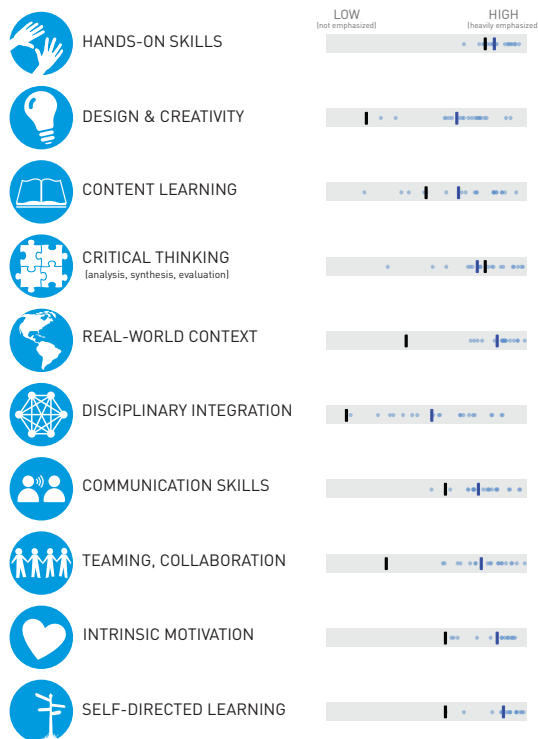 LOW HIGH
(not emphasized) (heavily emphasized
HANDS-ON SKILLS
DESIGN & CREATIVITY
CONTENT LEARNING
CRITICAL THINKING
(analysis, synthesis, evaluation)
REAL-WORLD CONTEXT
DISCIPLINARY INTEGRATION
COMMUNICATION SKILLS
TEAMING, COLLABORATION
INTRINSIC MOTIVATION
SELF-DIRECTED LEARNING